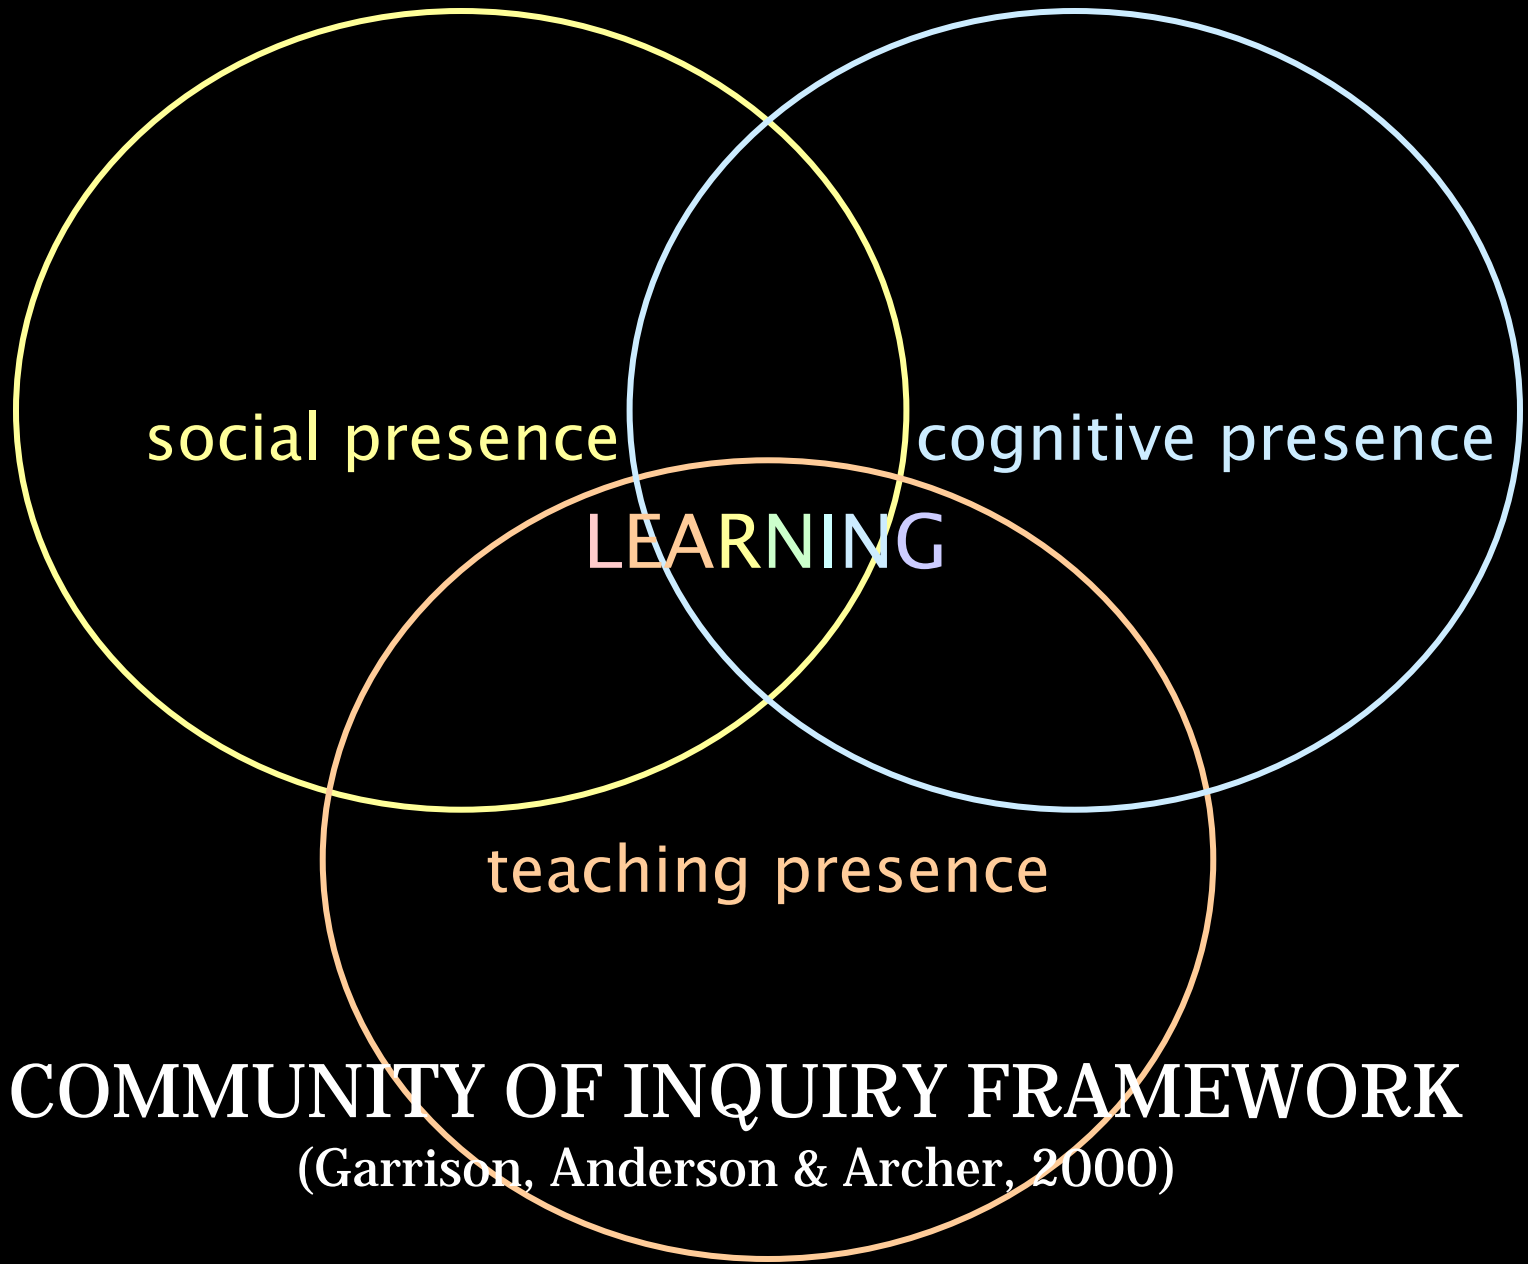 social presence
cognitive presence
LEARNING
teaching presence
COMMUNITY OF INQUIRY FRAMEWORK
(Garrison, Anderson & Archer, 2000)